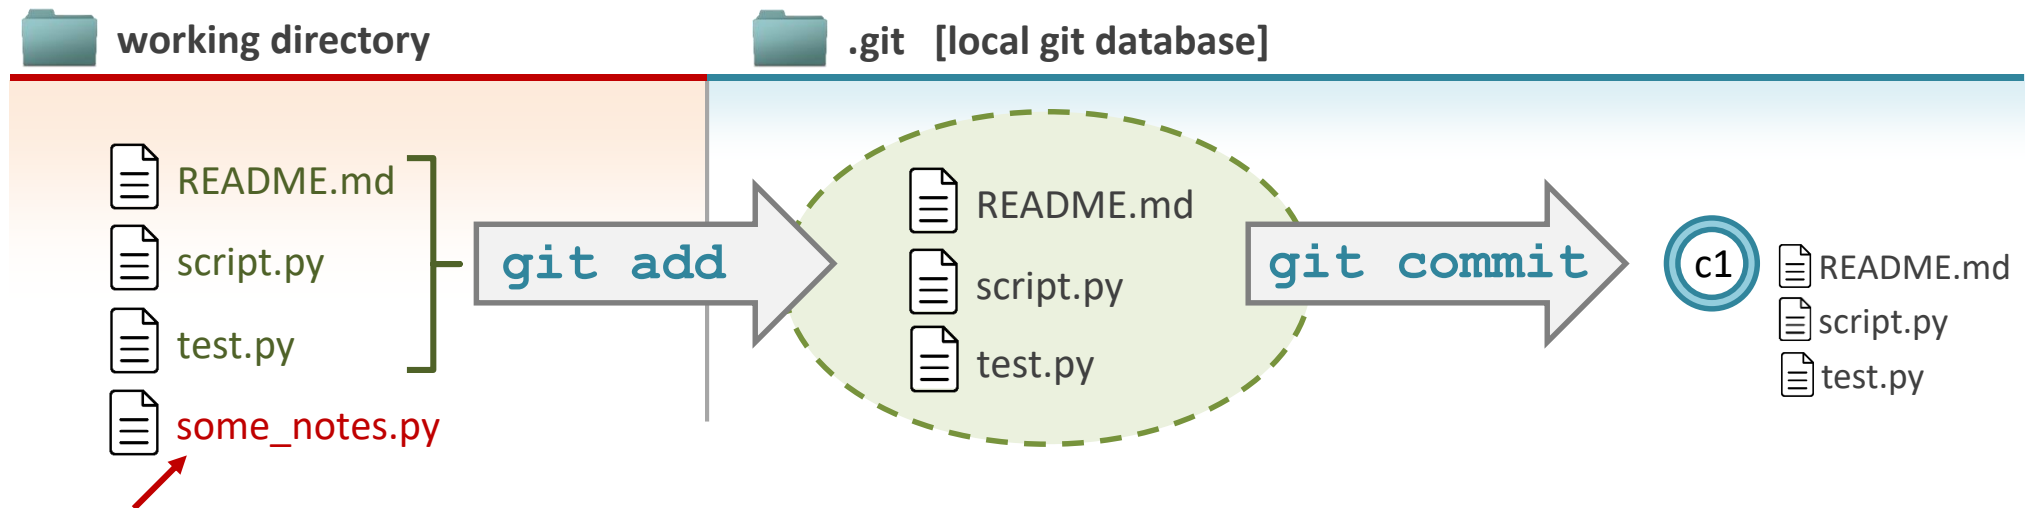 working directory
.git [local git database]
README.md
script.py
test.py
some_notes.py
git add
README.md
script.py
test.py
git commit
c1
README.md
script.py
test.py